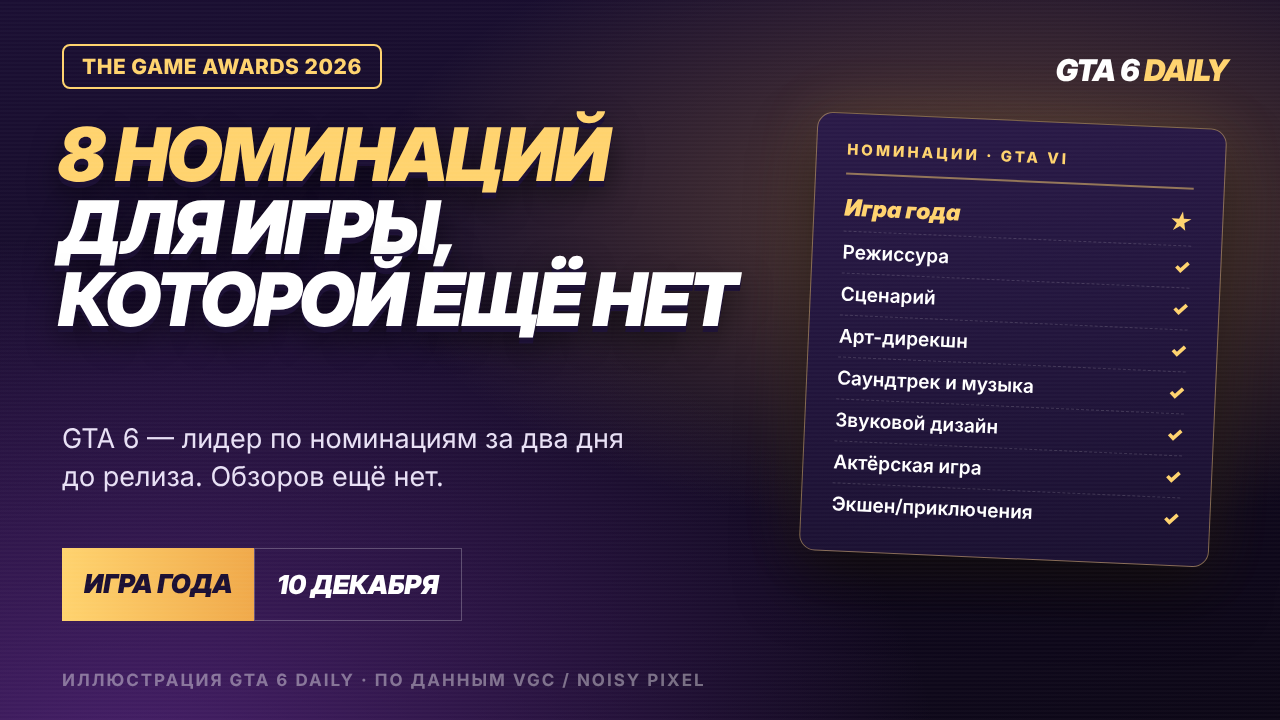 THE GAME AWARDS 2026
GTA 6 DAILY
8 НОМИНАЦИЙ
ДЛЯ ИГРЫ,
КОТОРОЙ ЕЩЁ НЕТ
GTA 6 — лидер по номинациям за два дня
до релиза. Обзоров ещё нет.
ИГРА ГОДА
10 ДЕКАБРЯ
НОМИНАЦИИ · GTA VI
Игра года
Режиссура
Сценарий
Арт-дирекшн
Саундтрек и музыка
Звуковой дизайн
Актёрская игра
Экшен/приключения
ИЛЛЮСТРАЦИЯ GTA 6 DAILY · ПО ДАННЫМ VGC / NOISY PIXEL